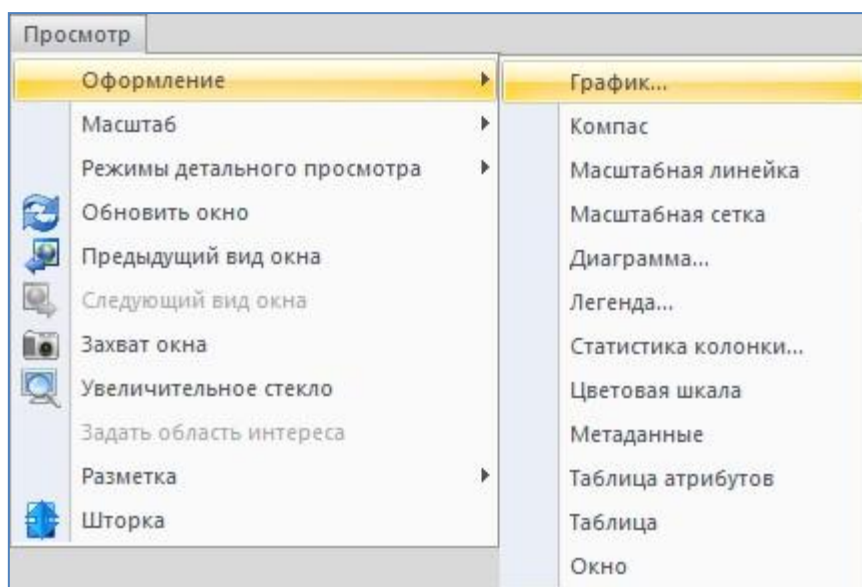 Просмотр
Оформление
Масштаб
Режимы детального просмотра
Обновить окно
Предыдущий вид окна
Следующий вид окна
Захват окна
Увеличительное стекло
Задать область интереса
Разметка
Шторка
График...
Компас
Масштабная линейка
Масштабная сетка
Диаграмма...
Легенда...
Статистика колонки...
Цветовая шкала
Метаданные
Таблица атрибутов
Таблица
Окно